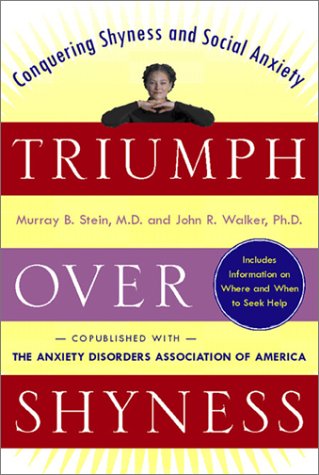 Conquering Shyness and Social Anxiety
TRIUMPH
Murray B. Stein, M.D. and John R. Walker, Ph.D.
OVER
Includes
Information on
Where and When
to Seek Help
— COPUBLISHED WITH —
THE ANXIETY DISORDERS ASSOCIATION OF AMERICA
SHYNESS